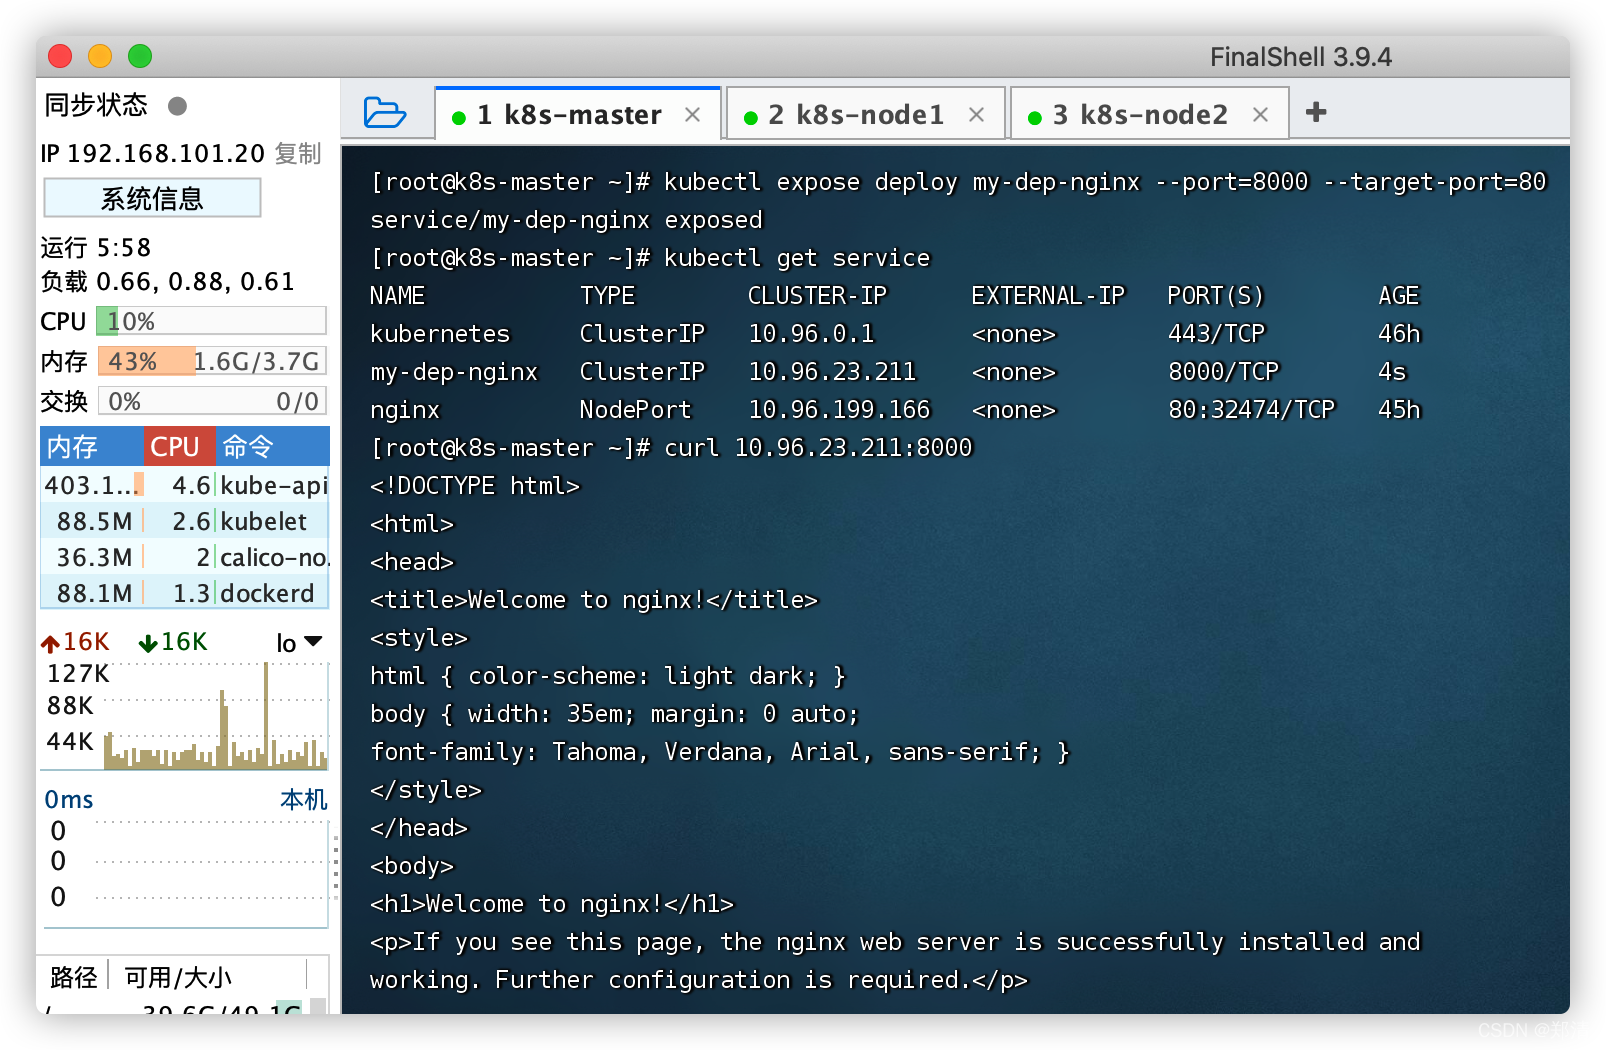 FinalShell 3.9.4
同步状态
IP 192.168.101.20 复制
系统信息
运行 5:58
负载 0.66, 0.88, 0.61
CPU 10%
内存 43% 1.6G/3.7G
交换 0% 0/0
内存 CPU 命令
403.1... 4.6 kube-api
88.5M 2.6 kubelet
36.3M 2 calico-no.
88.1M 1.3 dockerd
16K 16K lo
127K
88K
44K
0ms 本机
0
0
0
路径 可用/大小
/ 39.6G/49.1G
1 k8s-master × 2 k8s-node1 × 3 k8s-node2 × +
[root@k8s-master ~]# kubectl expose deploy my-dep-nginx --port=8000 --target-port=80
service/my-dep-nginx exposed
[root@k8s-master ~]# kubectl get service
NAME TYPE CLUSTER-IP EXTERNAL-IP PORT(S) AGE
kubernetes ClusterIP 10.96.0.1 <none> 443/TCP 46h
my-dep-nginx ClusterIP 10.96.23.211 <none> 8000/TCP 4s
nginx NodePort 10.96.199.166 <none> 80:32474/TCP 45h
[root@k8s-master ~]# curl 10.96.23.211:8000
<!DOCTYPE html>
<html>
<head>
<title>Welcome to nginx!</title>
<style>
html { color-scheme: light dark; }
body { width: 35em; margin: 0 auto;
font-family: Tahoma, Verdana, Arial, sans-serif; }
</style>
</head>
<body>
<h1>Welcome to nginx!</h1>
<p>If you see this page, the nginx web server is successfully installed and
working. Further configuration is required.</p>
CSDN